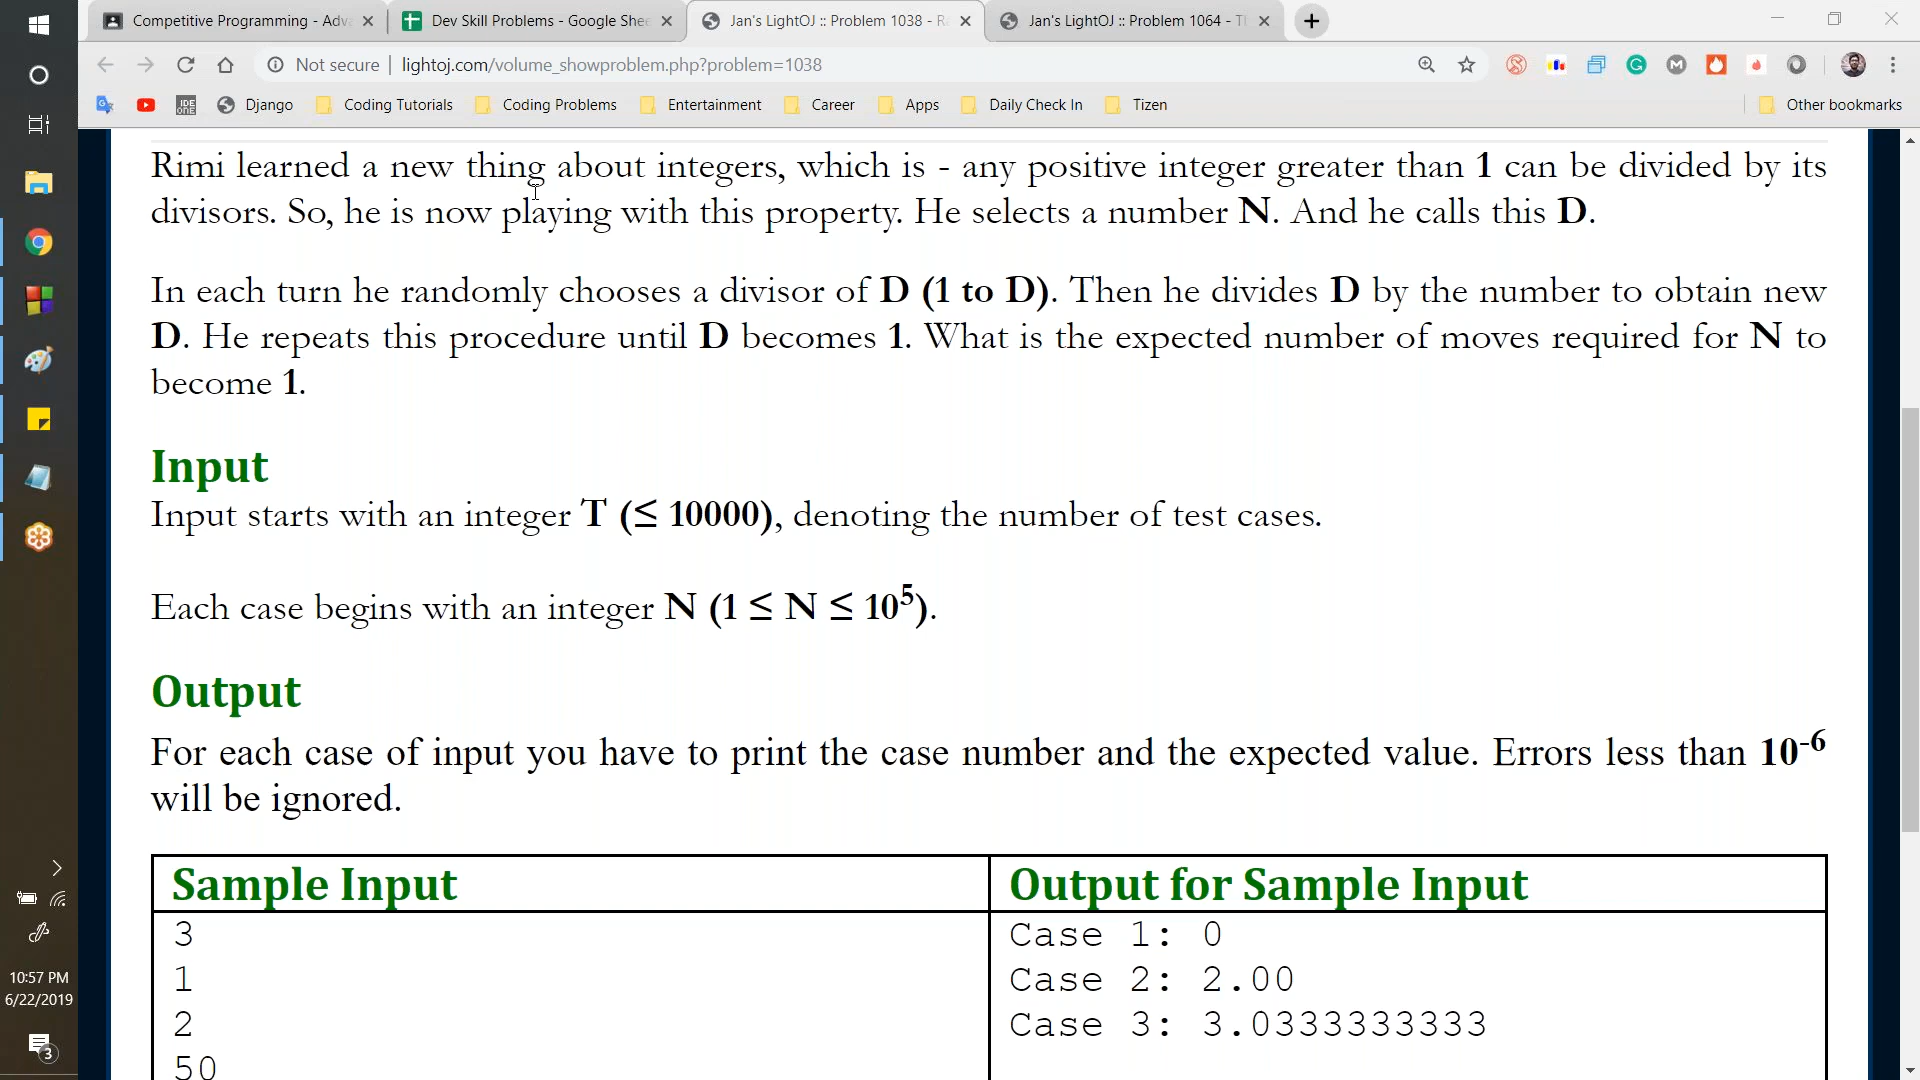 Competitive Programming - Adv
Dev Skill Problems - Google Shee
Jan's LightOJ :: Problem 1038 - R
Jan's LightOJ :: Problem 1064 - T
Not secure | lightoj.com/volume_showproblem.php?problem=1038
Django
Coding Tutorials
Coding Problems
Entertainment
Career
Apps
Daily Check In
Tizen
Other bookmarks
Rimi learned a new thing about integers, which is - any positive integer greater than 1 can be divided by its
divisors. So, he is now playing with this property. He selects a number N. And he calls this D.
In each turn he randomly chooses a divisor of D (1 to D). Then he divides D by the number to obtain new
D. He repeats this procedure until D becomes 1. What is the expected number of moves required for N to
become 1.
Input
Input starts with an integer T (≤ 10000), denoting the number of test cases.
Each case begins with an integer N (1 ≤ N ≤ 10⁵).
Output
For each case of input you have to print the case number and the expected value. Errors less than 10⁻⁶
will be ignored.
Sample Input
Output for Sample Input
3
1
2
50
Case 1: 0
Case 2: 2.00
Case 3: 3.0333333333
10:57 PM
6/22/2019
3